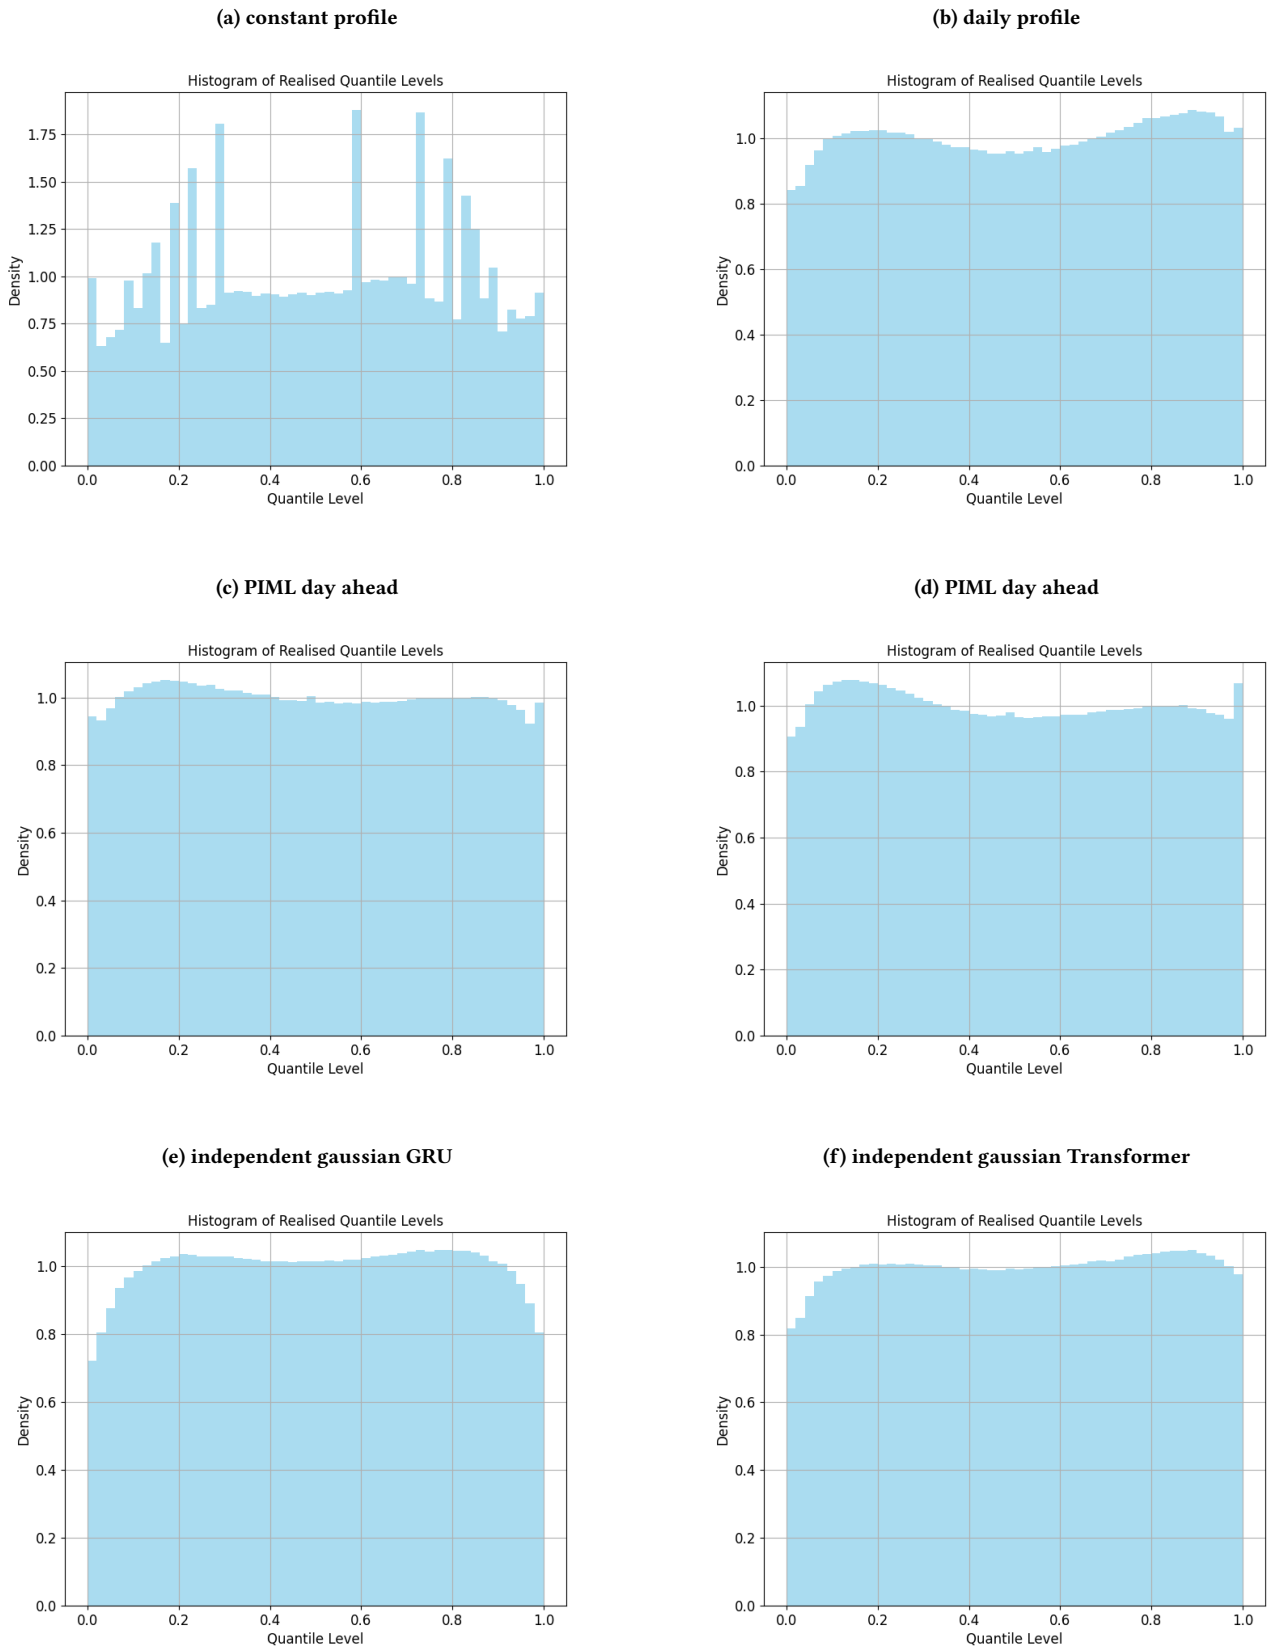 (a) constant profile
(b) daily profile
Histogram of Realised Quantile Levels
Histogram of Realised Quantile Levels
1.75
1.50
1.25
1.00
0.75
0.50
0.25
0.00
Density
0.0 0.2 0.4 0.6 0.8 1.0
Quantile Level
1.0
0.8
0.6
0.4
0.2
0.0
Density
0.0 0.2 0.4 0.6 0.8 1.0
Quantile Level
(c) PIML day ahead
(d) PIML day ahead
Histogram of Realised Quantile Levels
Histogram of Realised Quantile Levels
1.0
0.8
0.6
0.4
0.2
0.0
Density
0.0 0.2 0.4 0.6 0.8 1.0
Quantile Level
1.0
0.8
0.6
0.4
0.2
0.0
Density
0.0 0.2 0.4 0.6 0.8 1.0
Quantile Level
(e) independent gaussian GRU
(f) independent gaussian Transformer
Histogram of Realised Quantile Levels
Histogram of Realised Quantile Levels
1.0
0.8
0.6
0.4
0.2
0.0
Density
0.0 0.2 0.4 0.6 0.8 1.0
Quantile Level
1.0
0.8
0.6
0.4
0.2
0.0
Density
0.0 0.2 0.4 0.6 0.8 1.0
Quantile Level